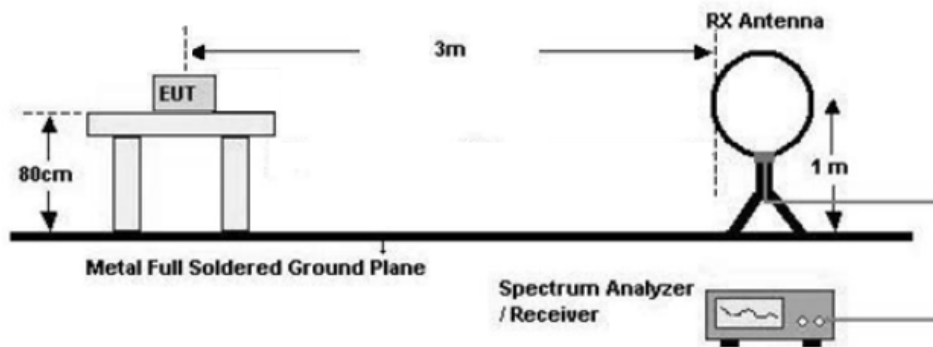 RX Antenna
3m
EUT
80cm
1 m
Metal Full Soldered Ground Plane
Spectrum Analyzer
/ Receiver